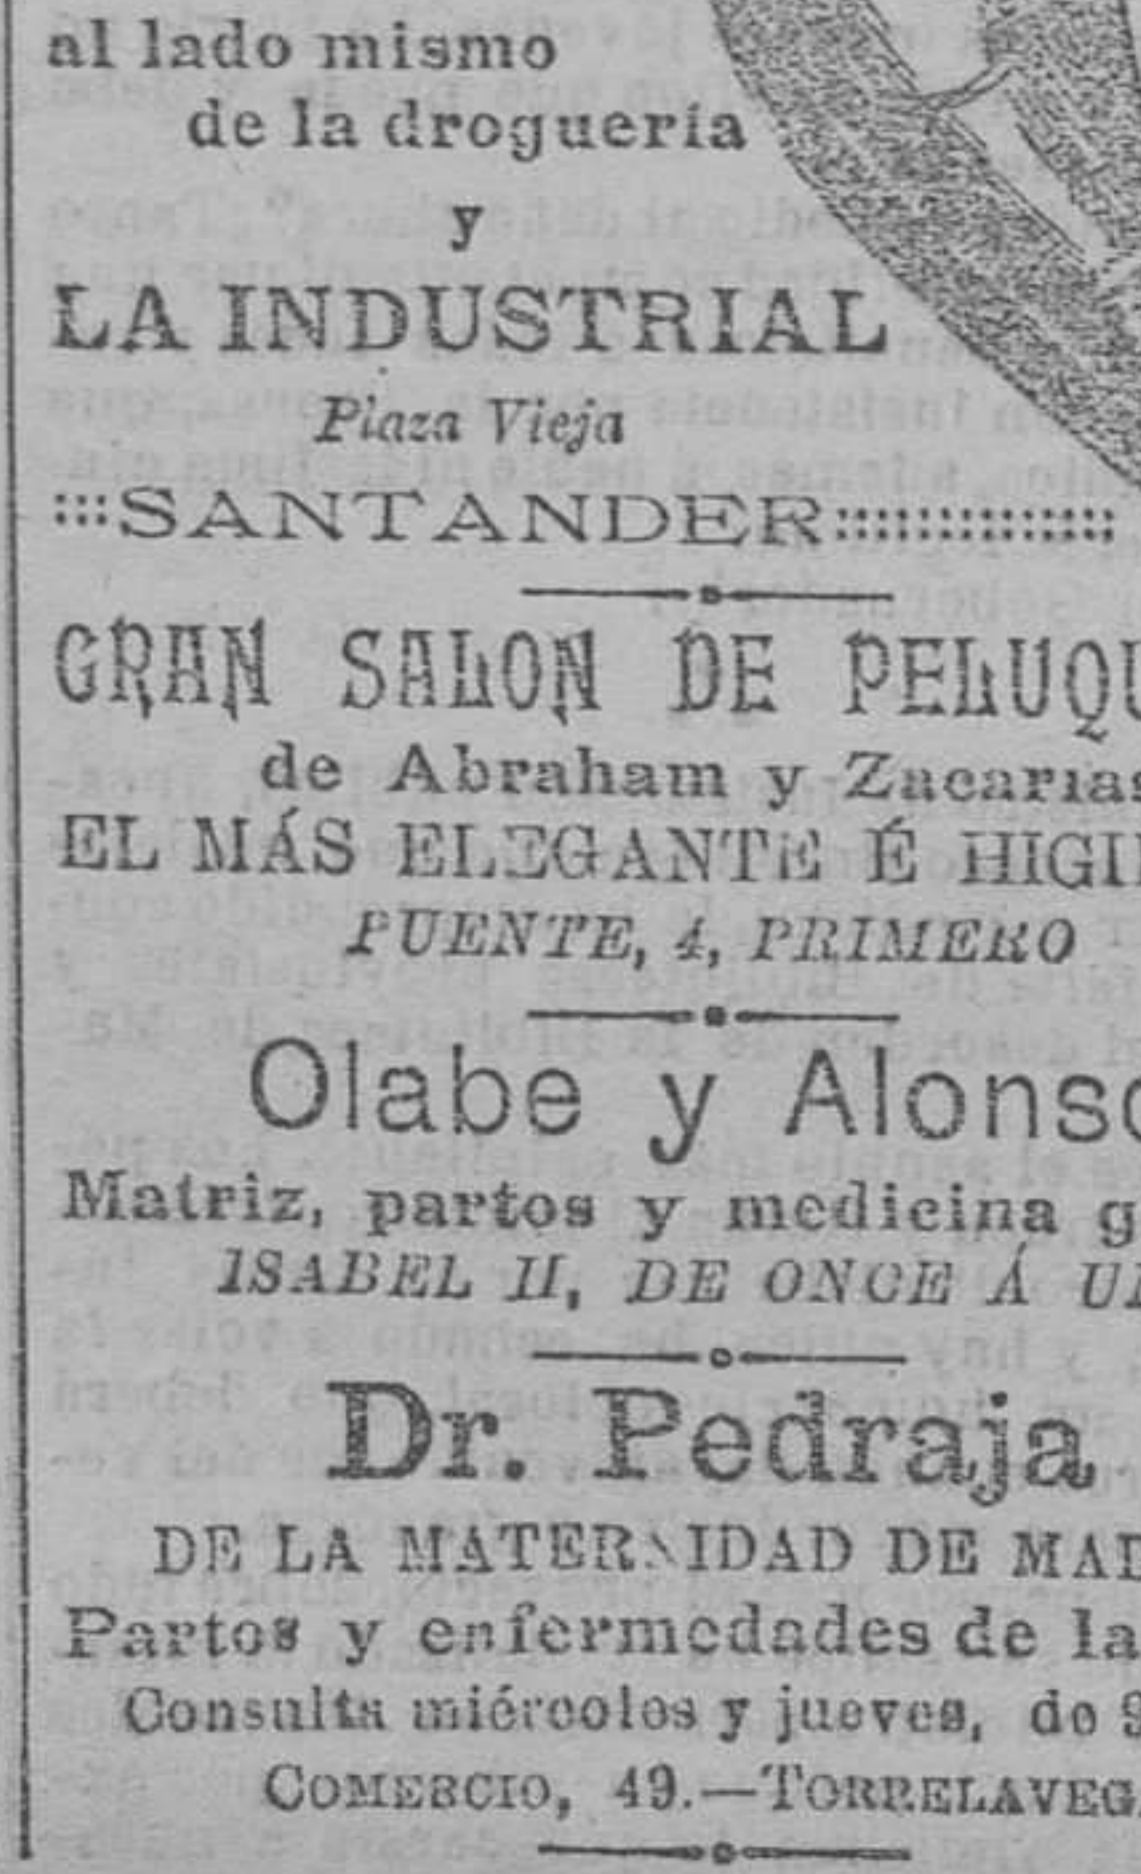 al lado mismo
de la droguería
y
LA INDUSTRIAL
Plaza Vieja
SANTANDER
GRAN SALON DE PELUQU
de Abraham y Zacarias
EL MÁS ELEGANTE É HIGI
PUENTE, 4, PRIMERO
Olabe y Alonso
Matriz, partos y medicina g
ISABEL II, DE ONCE Á U
Dr. Pedraja
DE LA MATERNIDAD DE MAD
Partos y enfermedades de la
Consulta miércoles y jueves, de 9
COMERCIO, 49.—TORRELAVEGA